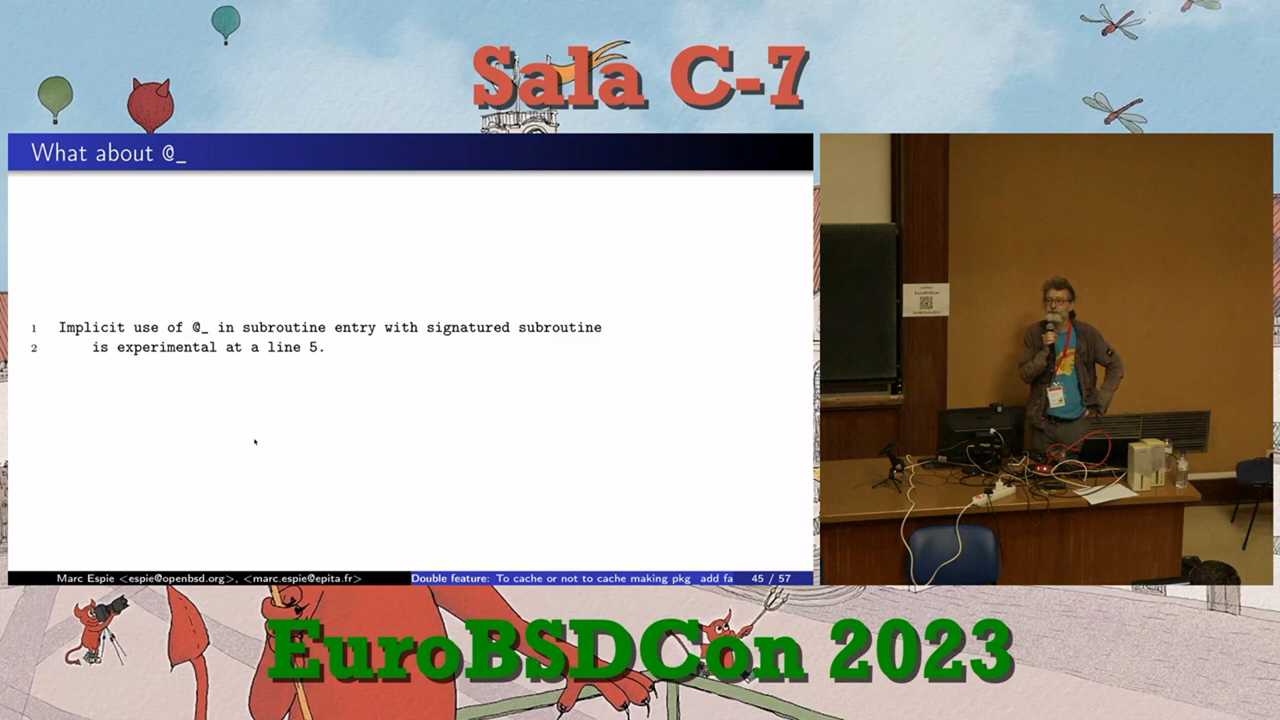 Sala C-7
What about @_
1 Implicit use of @_ in subroutine entry with signatured subroutine
2 is experimental at a line 5.
Marc Espie <espie@openbsd.org>, <marc.espie@epita.fr>
Double feature: To cache or not to cache making pkg_add fa
45 / 57
EuroBSDCon 2023